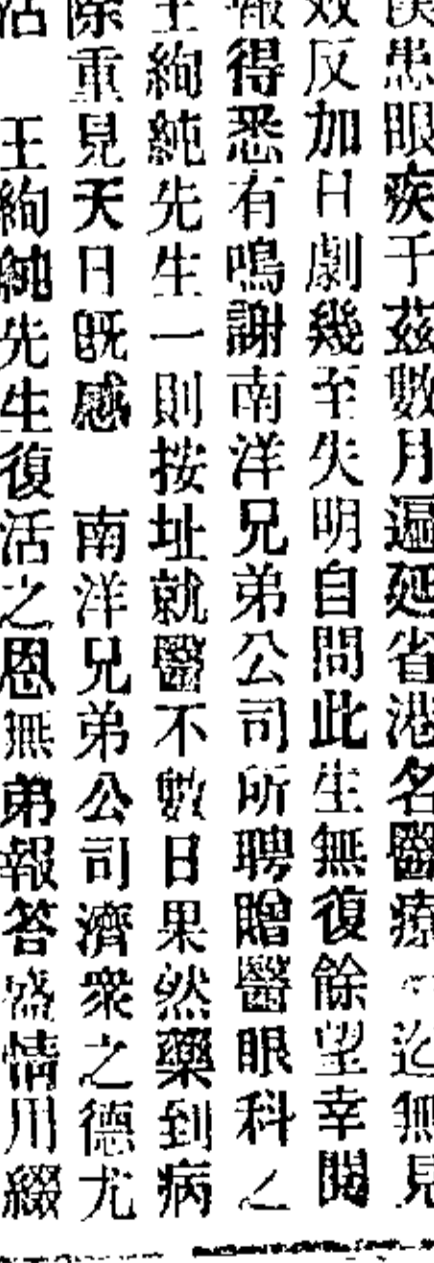 患眼疾于茲數月遍延省港名醫療迄無見
效反加日劇幾至失明自問此生無復餘望幸閱
報得悉有鳴謝南洋兄弟公司所聘贈醫眼科之
王絢純先生一則按址就醫不數日果然藥到病
除重見天日旣感 南洋兄弟公司濟衆之德尤
王絢純先生復活之恩無弟報答盛情用綴